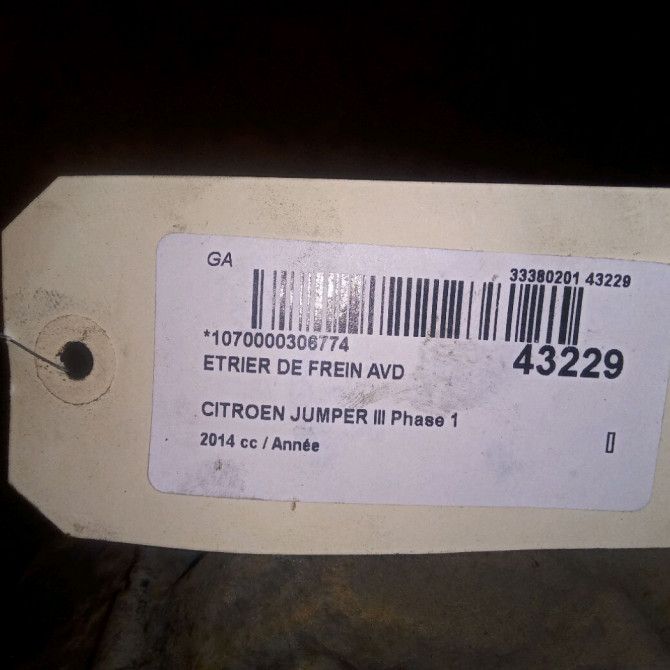 GA
33380201 43229
*1070000306774
43229
ETRIER DE FREIN AVD
CITROEN JUMPER III Phase 1
2014 cc / Année